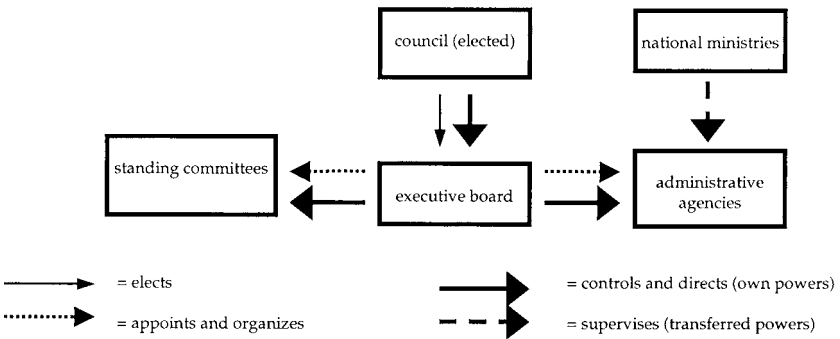 council (elected)
national ministries
standing committees
executive board
administrative
agencies
= elects
= controls and directs (own powers)
= appoints and organizes
= supervises (transferred powers)